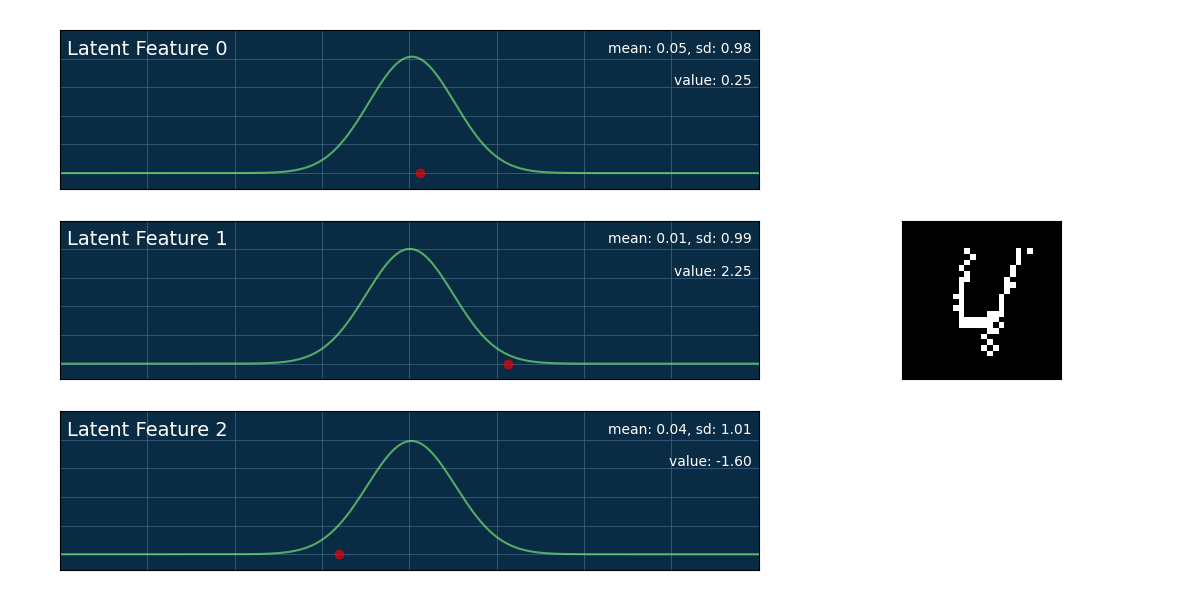 Latent Feature 0
mean: 0.05, sd: 0.98
value: 0.25
Latent Feature 1
mean: 0.01, sd: 0.99
value: 2.25
Latent Feature 2
mean: 0.04, sd: 1.01
value: -1.60